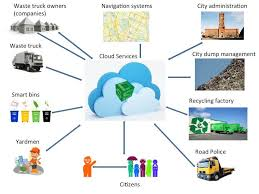 Waste truck owners
(companies)
Navigation systems
City administration
Waste truck
Cloud Services
City dump management
Smart bins
Recycling factory
Yardmen
Road Police
Citizens